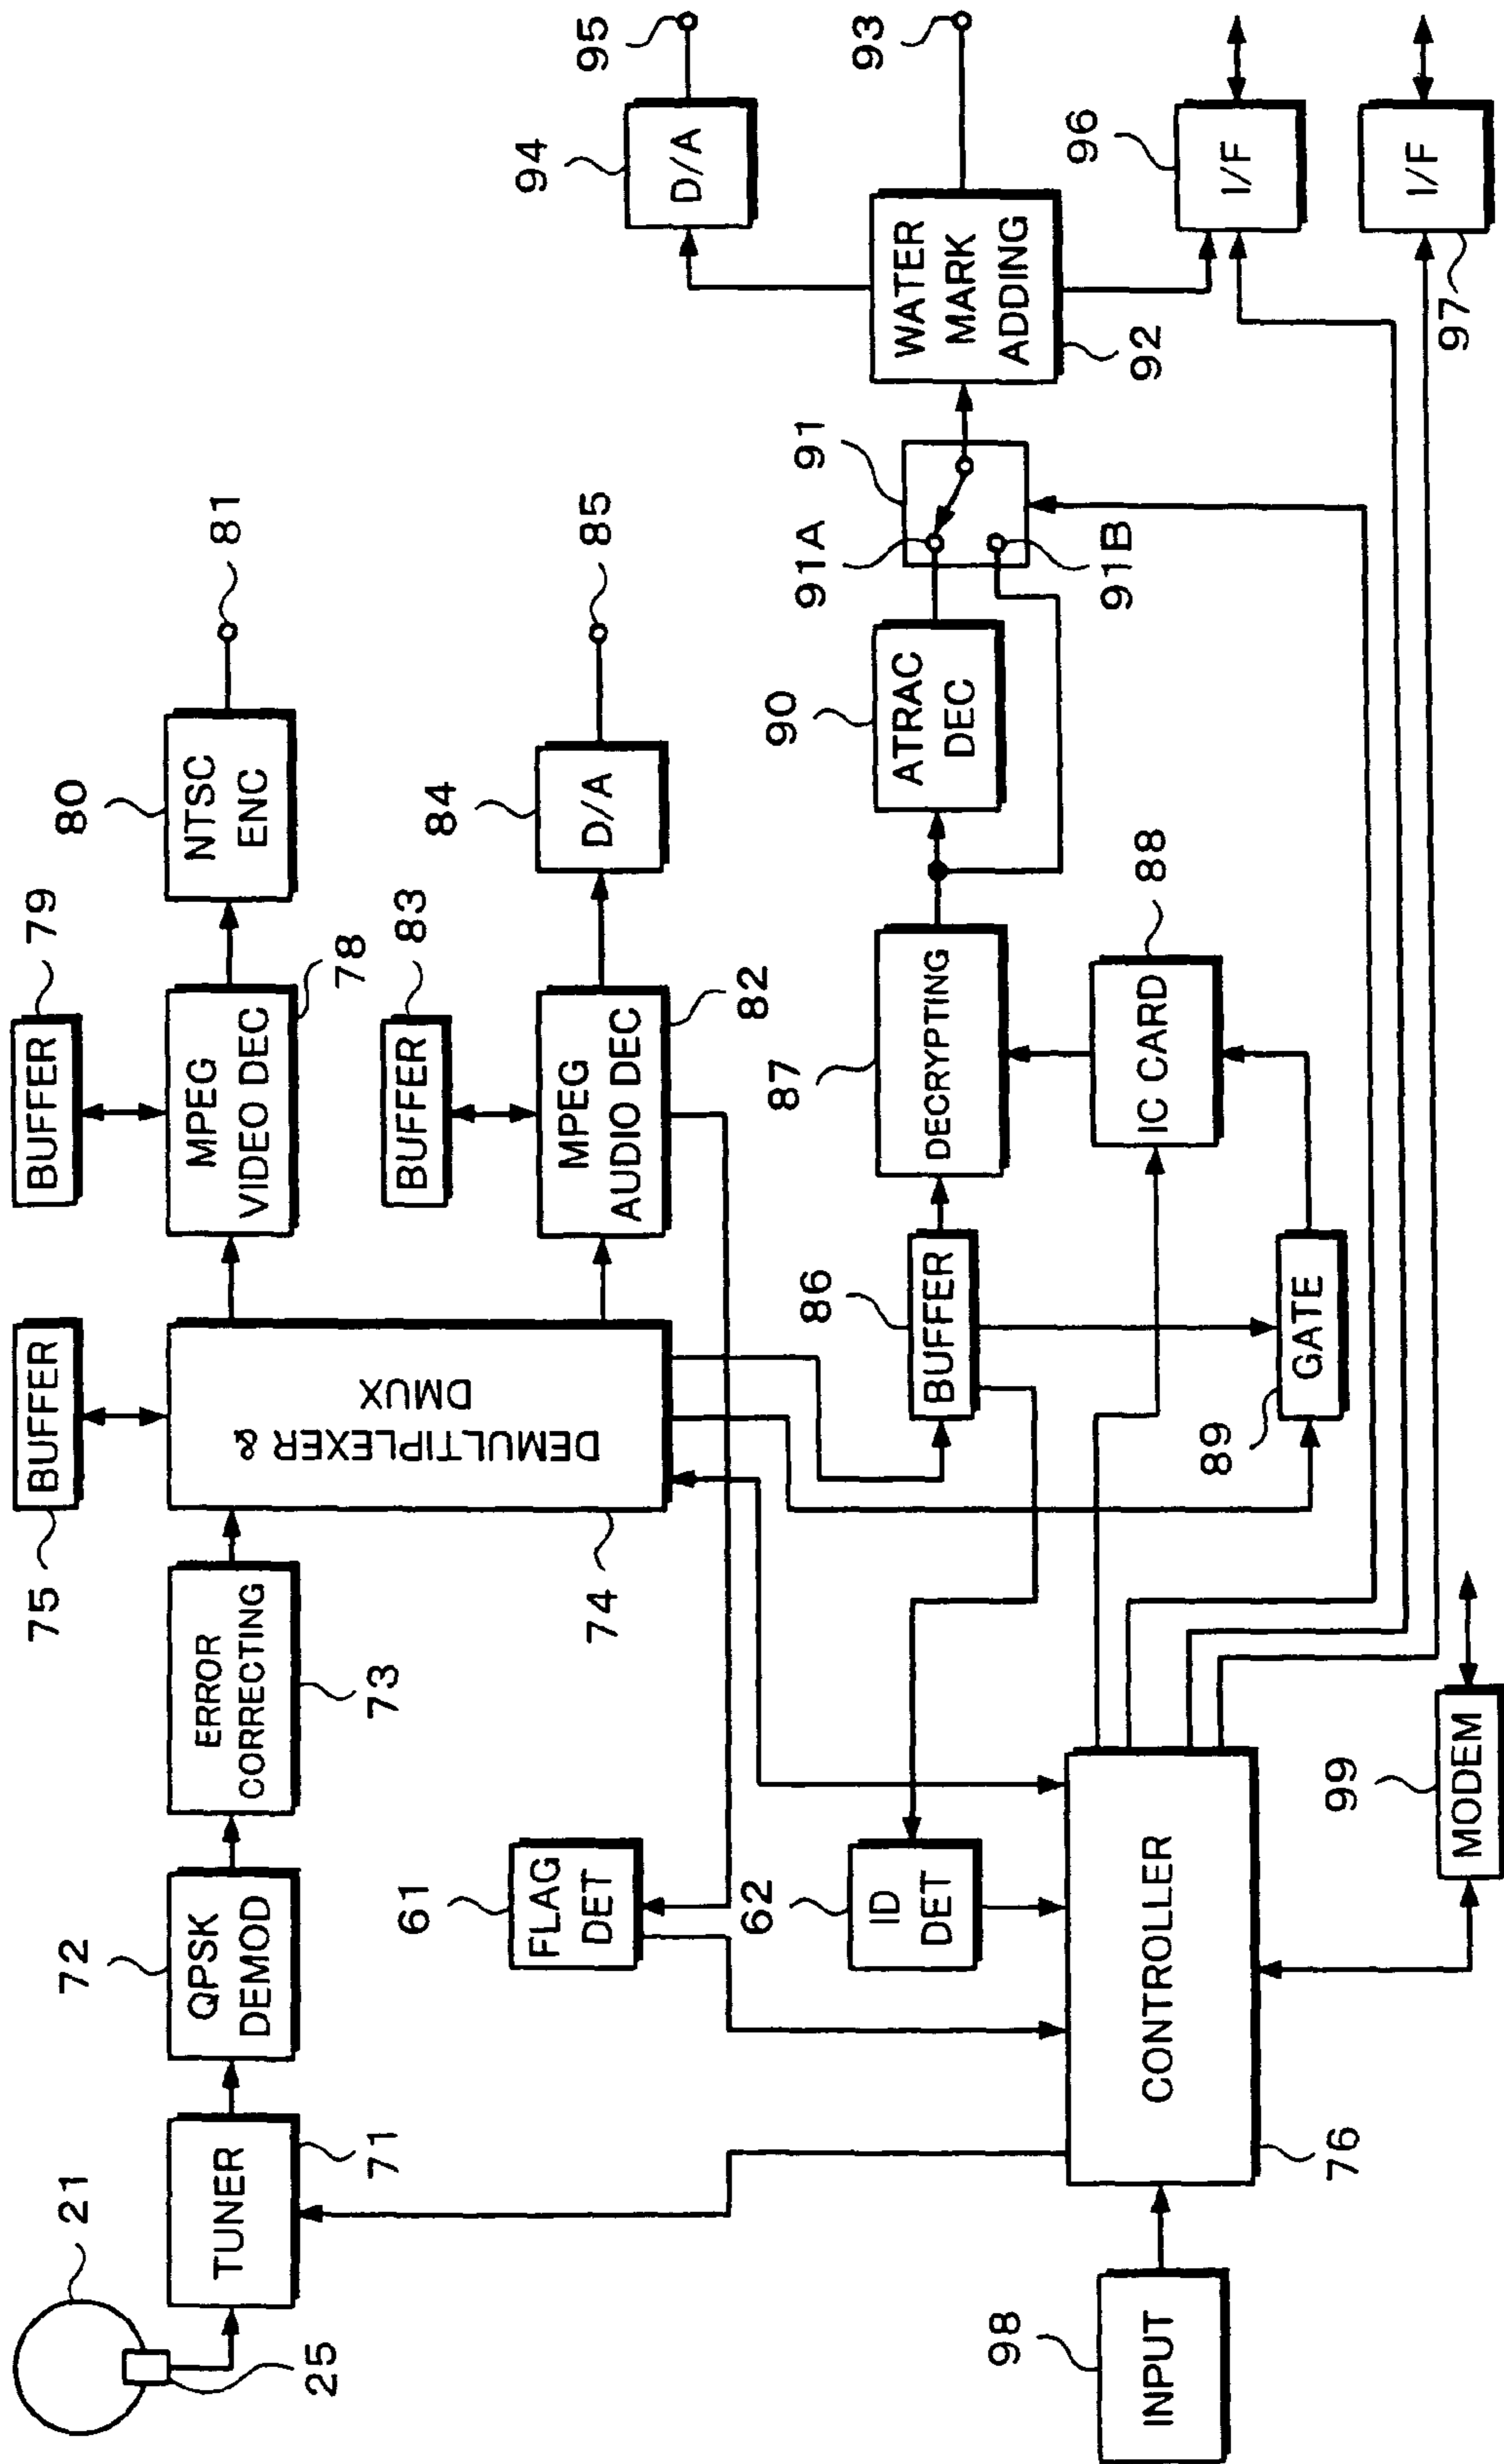 21
25
TUNER
71
QPSK
DEMOD
72
ERROR
CORRECTING
73
BUFFER
75
DEMULTIPLEXER &
DMUX
74
BUFFER
79
MPEG
VIDEO DEC
78
NTSC
ENC
80
81
BUFFER
83
MPEG
AUDIO DEC
82
D/A
84
85
FLAG
DET
61
ID
DET
62
BUFFER
86
DECRYPTING
87
IC CARD
88
GATE
89
ATRAC
DEC
90
91
91A
91B
WATER
MARK
ADDING
92
93
D/A
94
95
I/F
96
I/F
97
INPUT
98
CONTROLLER
76
MODEM
99